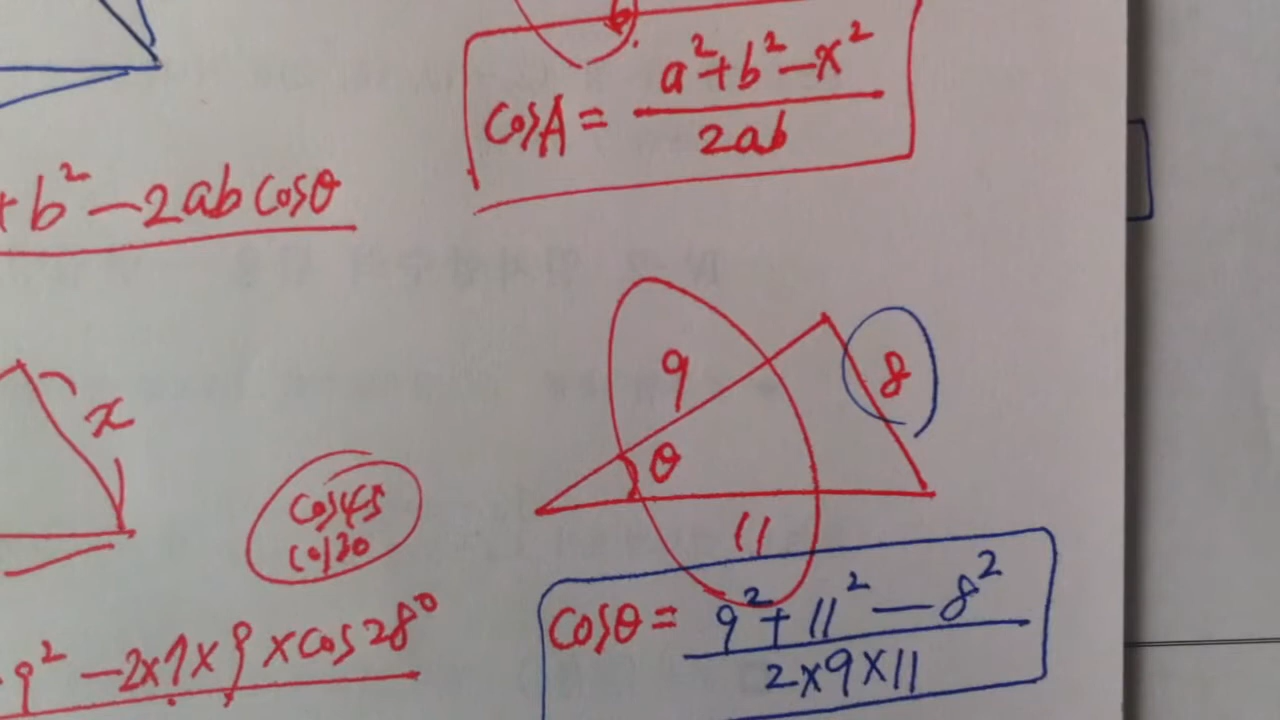 cosA = a²+b²−x² / 2ab
+b²−2ab cosθ
x
9
8
θ
11
cos45
cos30
9²−2×7×9×cos28°
cosθ = 9²+11²−8² / 2×9×11